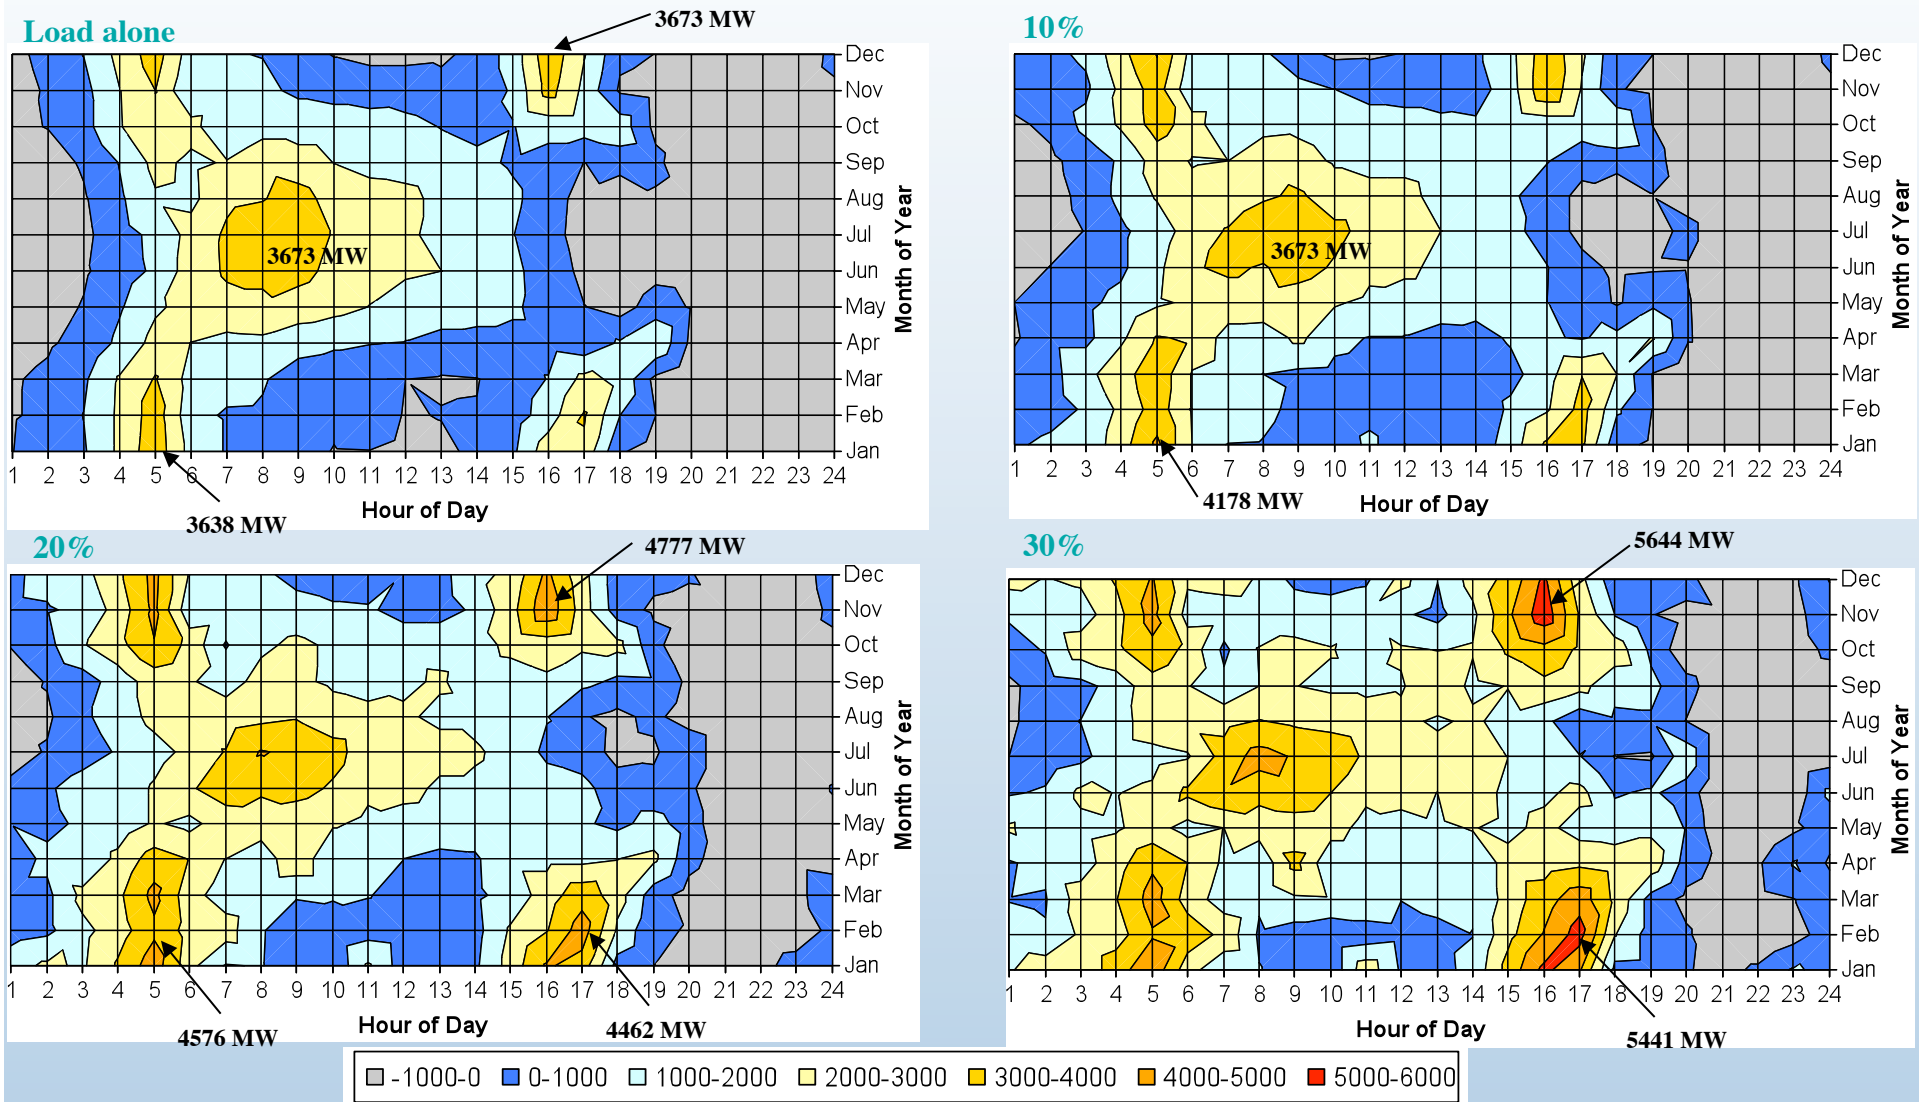 Load alone
3673 MW
Dec
Nov
Oct
Sep
Aug
Jul
Jun
May
Apr
Mar
Feb
Jan
Month of Year
3673 MW
1 2 3 4 5 6 7 8 9 10 11 12 13 14 15 16 17 18 19 20 21 22 23 24
Hour of Day
3638 MW
10%
Dec
Nov
Oct
Sep
Aug
Jul
Jun
May
Apr
Mar
Feb
Jan
Month of Year
3673 MW
1 2 3 4 5 6 7 8 9 10 11 12 13 14 15 16 17 18 19 20 21 22 23 24
4178 MW
Hour of Day
20%
4777 MW
Dec
Nov
Oct
Sep
Aug
Jul
Jun
May
Apr
Mar
Feb
Jan
Month of Year
1 2 3 4 5 6 7 8 9 10 11 12 13 14 15 16 17 18 19 20 21 22 23 24
Hour of Day
4576 MW
4462 MW
30%
5644 MW
Dec
Nov
Oct
Sep
Aug
Jul
Jun
May
Apr
Mar
Feb
Jan
Month of Year
1 2 3 4 5 6 7 8 9 10 11 12 13 14 15 16 17 18 19 20 21 22 23 24
Hour of Day
5441 MW
-1000-0 0-1000 1000-2000 2000-3000 3000-4000 4000-5000 5000-6000